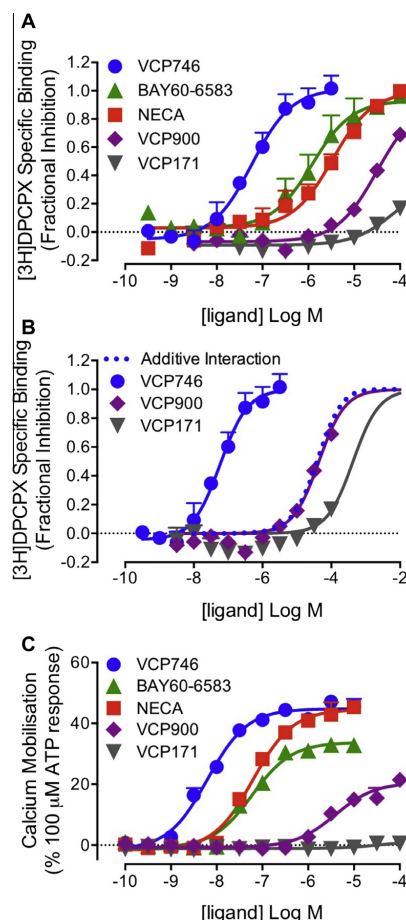 A
VCP746
BAY60-6583
NECA
VCP900
VCP171
[3H]DPCPX Specific Binding
(Fractional Inhibition)
1.2
1.0
0.8
0.6
0.4
0.2
0.0
-0.2
-10 -9 -8 -7 -6 -5 -4
[ligand] Log M
B
Additive Interaction
VCP746
VCP900
VCP171
[3H]DPCPX Specific Binding
(Fractional Inhibition)
1.2
1.0
0.8
0.6
0.4
0.2
0.0
-0.2
-10 -8 -6 -4 -2
[ligand] Log M
C
VCP746
BAY60-6583
NECA
VCP900
VCP171
Calcium Mobilisation
(% 100 μM ATP response)
60
40
20
0
-10 -9 -8 -7 -6 -5 -4
[ligand] Log M